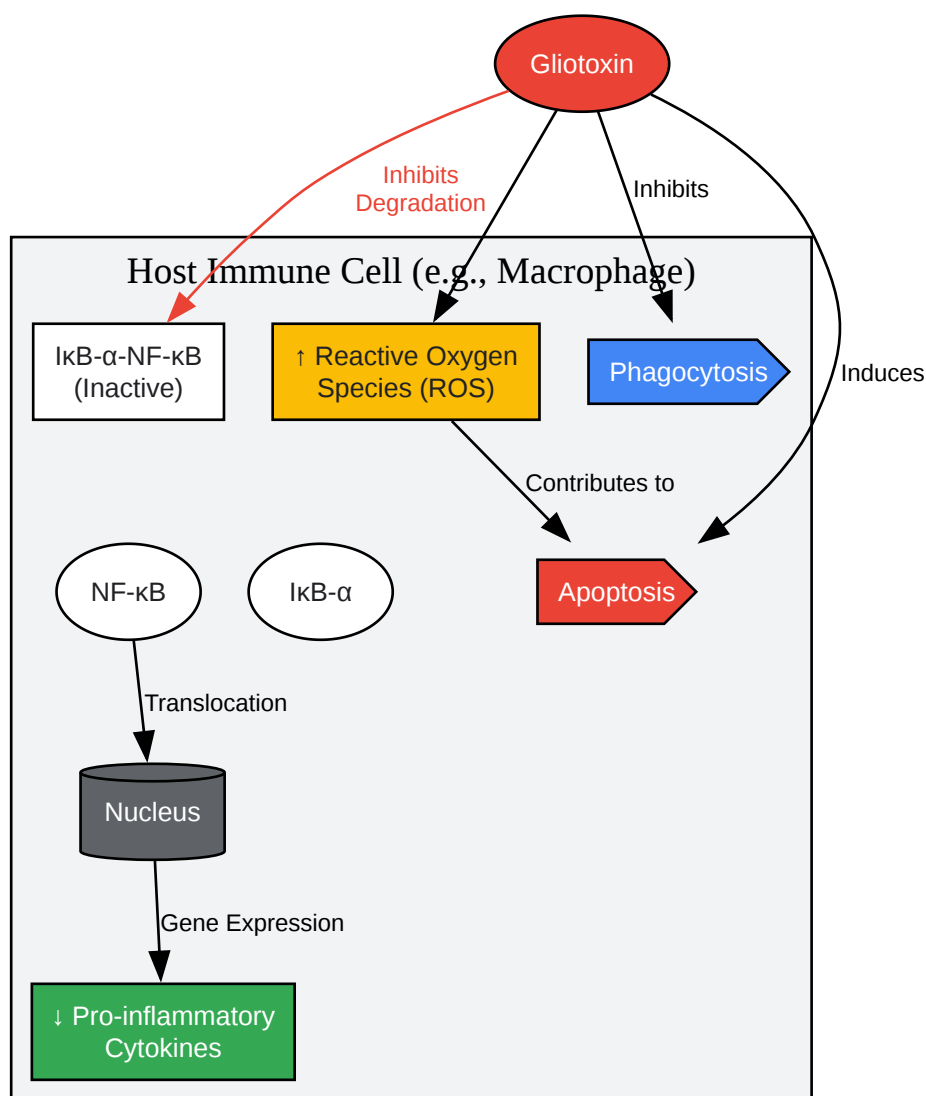 Gliotoxin
Inhibits
Degradation
Inhibits
Host Immune Cell (e.g., Macrophage)
IκB-α-NF-κB
(Inactive)
↑ Reactive Oxygen
Species (ROS)
Phagocytosis
Induces
Contributes to
NF-κB
IκB-α
Apoptosis
Translocation
Nucleus
Gene Expression
↓ Pro-inflammatory
Cytokines